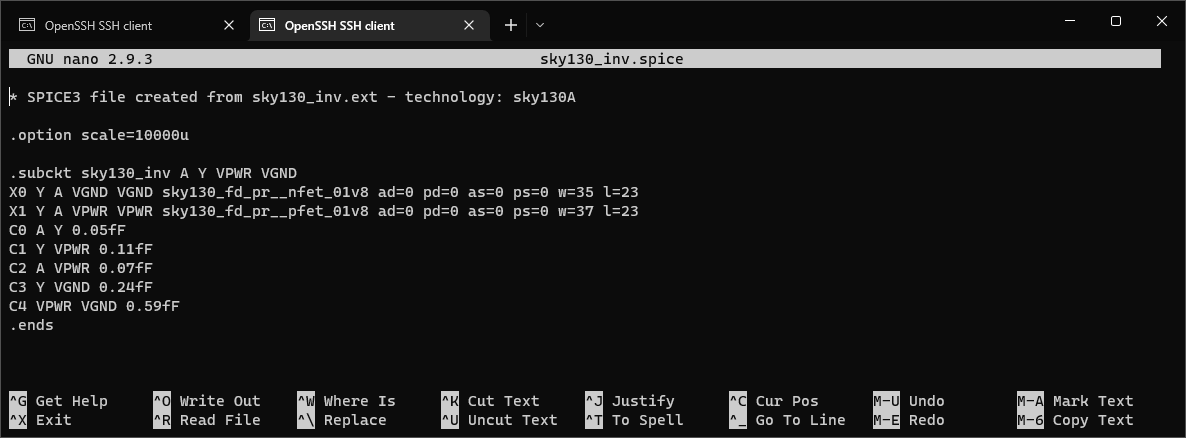 OpenSSH SSH client OpenSSH SSH client
GNU nano 2.9.3 sky130_inv.spice
* SPICE3 file created from sky130_inv.ext - technology: sky130A
.option scale=10000u
.subckt sky130_inv A Y VPWR VGND
X0 Y A VGND VGND sky130_fd_pr__nfet_01v8 ad=0 pd=0 as=0 ps=0 w=35 l=23
X1 Y A VPWR VPWR sky130_fd_pr__pfet_01v8 ad=0 pd=0 as=0 ps=0 w=37 l=23
C0 A Y 0.05fF
C1 Y VPWR 0.11fF
C2 A VPWR 0.07fF
C3 Y VGND 0.24fF
C4 VPWR VGND 0.59fF
.ends
^G Get Help ^O Write Out ^W Where Is ^K Cut Text ^J Justify ^C Cur Pos M-U Undo M-A Mark Text
^X Exit ^R Read File ^\ Replace ^U Uncut Text ^T To Spell ^_ Go To Line M-E Redo M-6 Copy Text